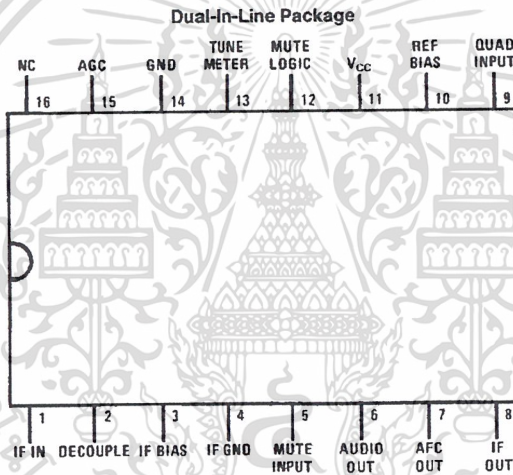 Dual-In-Line Package
NC AGC GND TUNE METER MUTE LOGIC VCC REF BIAS QUAD INPUT
16 15 14 13 12 11 10 9
1 2 3 4 5 6 7 8
IF IN DECOUPLE IF BIAS IF GND MUTE INPUT AUDIO OUT AFC OUT IF OUT